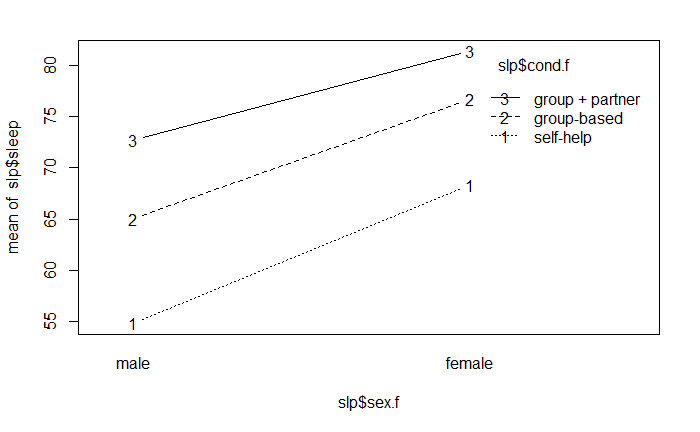 mean of  slp$sleep
80
75
70
65
60
55
3
2
1
3
2
1
slp$cond.f
3 group + partner
2 group-based
1 self-help
male female
slp$sex.f